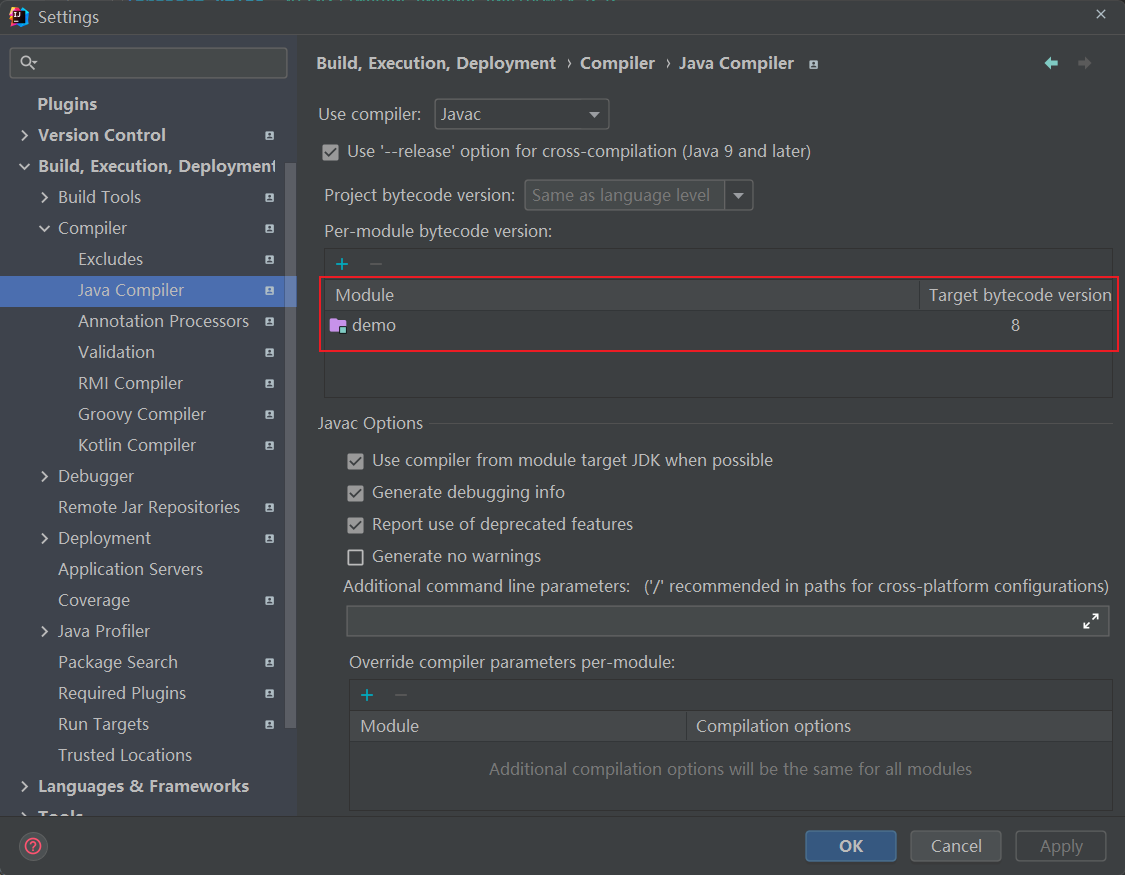 Settings
Plugins
Version Control
Build, Execution, Deployment
Build Tools
Compiler
Excludes
Java Compiler
Annotation Processors
Validation
RMI Compiler
Groovy Compiler
Kotlin Compiler
Debugger
Remote Jar Repositories
Deployment
Application Servers
Coverage
Java Profiler
Package Search
Required Plugins
Run Targets
Trusted Locations
Languages & Frameworks
Tools
Build, Execution, Deployment › Compiler › Java Compiler
Use compiler: Javac
Use '--release' option for cross-compilation (Java 9 and later)
Project bytecode version: Same as language level
Per-module bytecode version:
Module Target bytecode version
demo 8
Javac Options
Use compiler from module target JDK when possible
Generate debugging info
Report use of deprecated features
Generate no warnings
Additional command line parameters: ('/' recommended in paths for cross-platform configurations)
Override compiler parameters per-module:
Module Compilation options
Additional compilation options will be the same for all modules
OK Cancel Apply